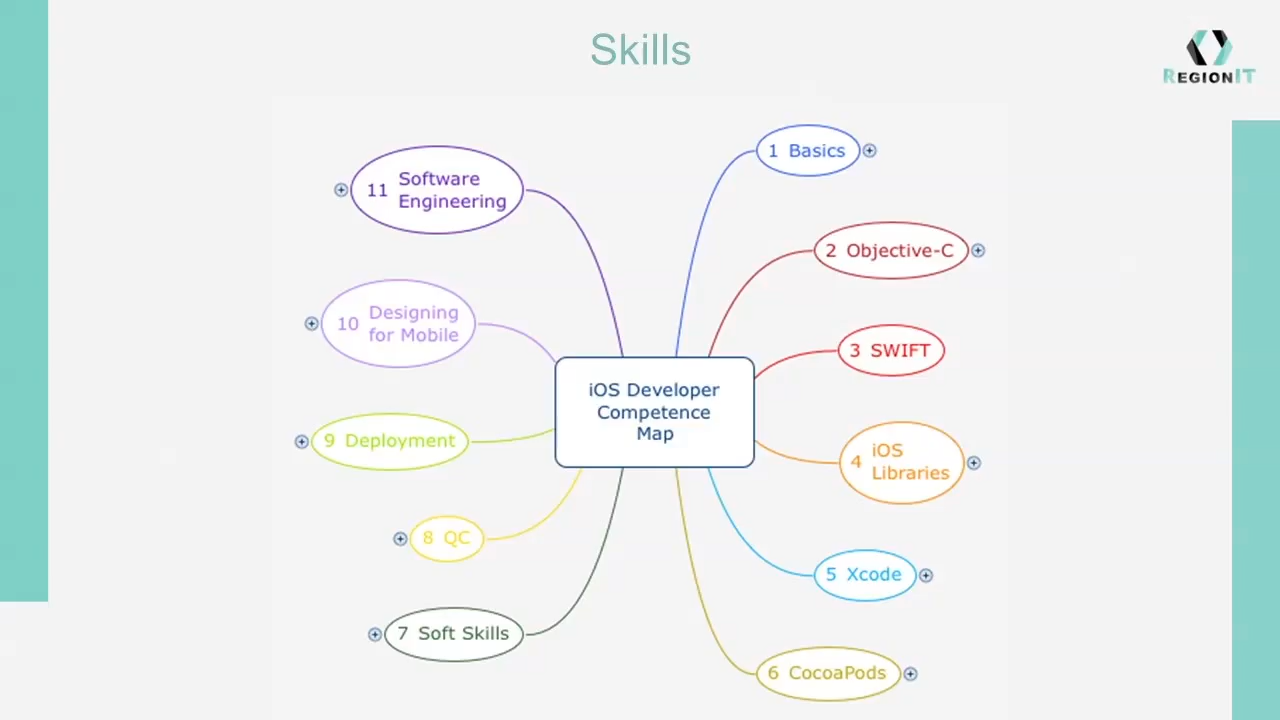 Skills
REGIONIT
1 Basics
2 Objective-C
3 SWIFT
4 iOS
Libraries
5 Xcode
6 CocoaPods
7 Soft Skills
8 QC
9 Deployment
10 Designing
for Mobile
11 Software
Engineering
iOS Developer
Competence
Map